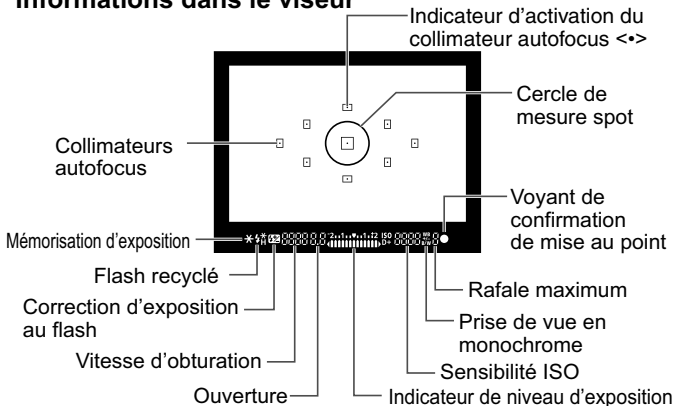 Informations dans le viseur
Indicateur d'activation du
collimateur autofocus <•>
Cercle de
mesure spot
Collimateurs
autofocus
Voyant de
confirmation
de mise au point
Mémorisation d'exposition
Flash recyclé
Rafale maximum
Correction d'exposition
au flash
Prise de vue en
monochrome
Vitesse d'obturation
Sensibilité ISO
Ouverture
Indicateur de niveau d'exposition
ISO
D+
B/W